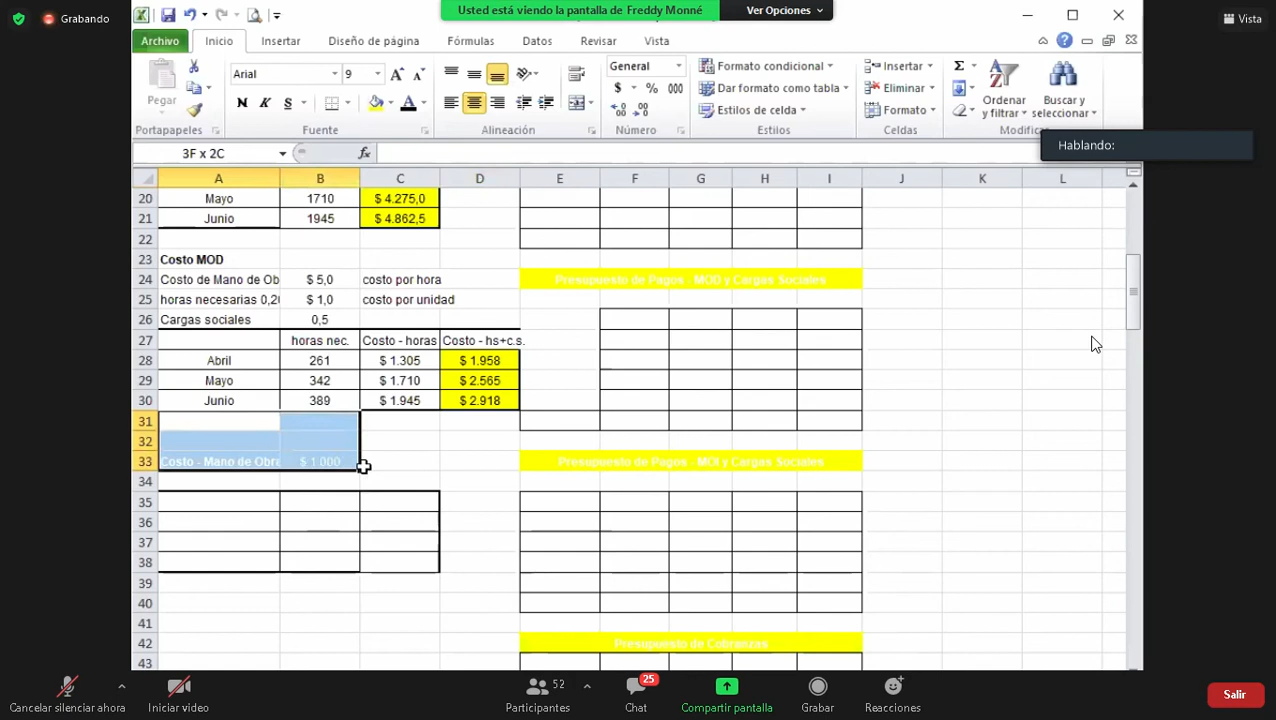 Grabando
Usted está viendo la pantalla de Freddy Monné
Ver Opciones
Vista
Archivo
Inicio
Insertar
Diseño de página
Fórmulas
Datos
Revisar
Vista
Pegar
Portapapeles
Arial
9
N K S
Fuente
Alineación
General
$ % 000
Número
Formato condicional
Dar formato como tabla
Estilos de celda
Estilos
Insertar
Eliminar
Formato
Celdas
Σ
Ordenar
y filtrar
Buscar y
seleccionar
Modificar
Hablando:
3F x 2C
fx
A B C D E F G H I J K L
20 Mayo 1710 $ 4.275,0
21 Junio 1945 $ 4.862,5
22
23 Costo MOD
24 Costo de Mano de Ob $ 5,0 costo por hora Presupuesto de Pagos - MOD y Cargas Sociales
25 horas necesarias 0,20 $ 1,0 costo por unidad
26 Cargas sociales 0,5
27 horas nec. Costo - horas Costo - hs+c.s.
28 Abril 261 $ 1.305 $ 1.958
29 Mayo 342 $ 1.710 $ 2.565
30 Junio 389 $ 1.945 $ 2.918
31
32
33 Costo - Mano de Obra $ 1.000 Presupuesto de Pagos - MOI y Cargas Sociales
34
35
36
37
38
39
40
41
42 Presupuesto de Cobranzas
43
Cancelar silenciar ahora
Iniciar video
52
Participantes
25
Chat
Compartir pantalla
Grabar
Reacciones
Salir